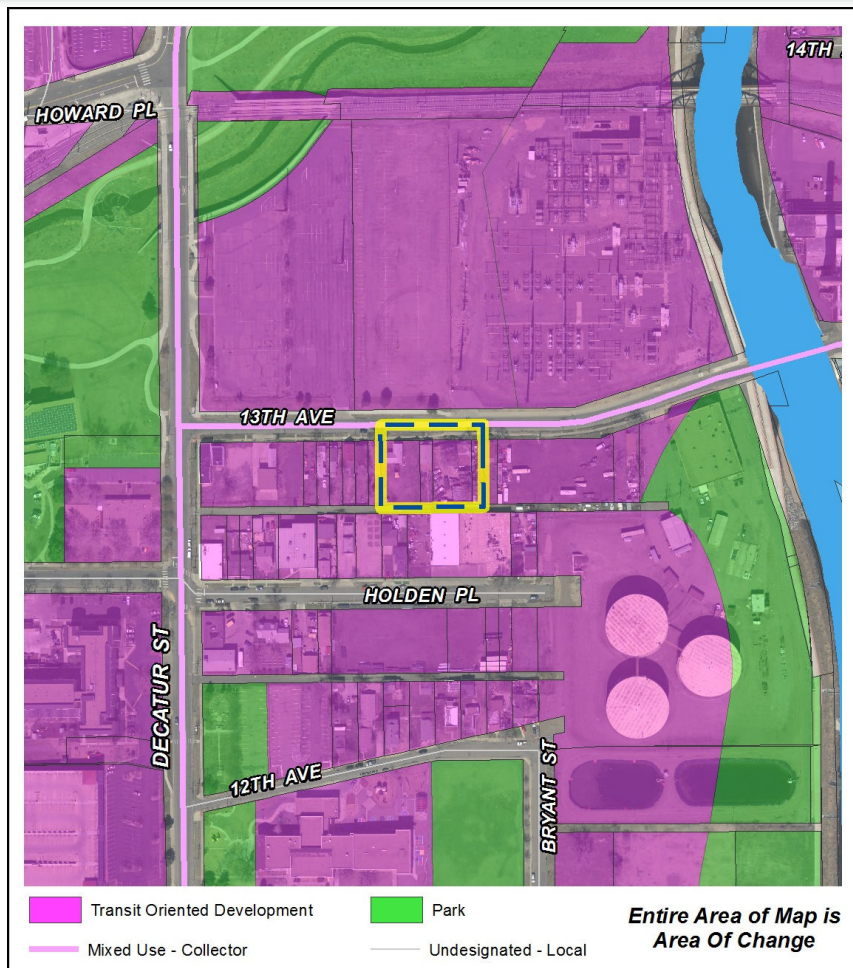 14TH
HOWARD PL
13TH AVE
HOLDEN PL
DECATUR ST
12TH AVE
BRYANT ST
Transit Oriented Development
Park
Mixed Use - Collector
Undesignated - Local
Entire Area of Map is
Area Of Change